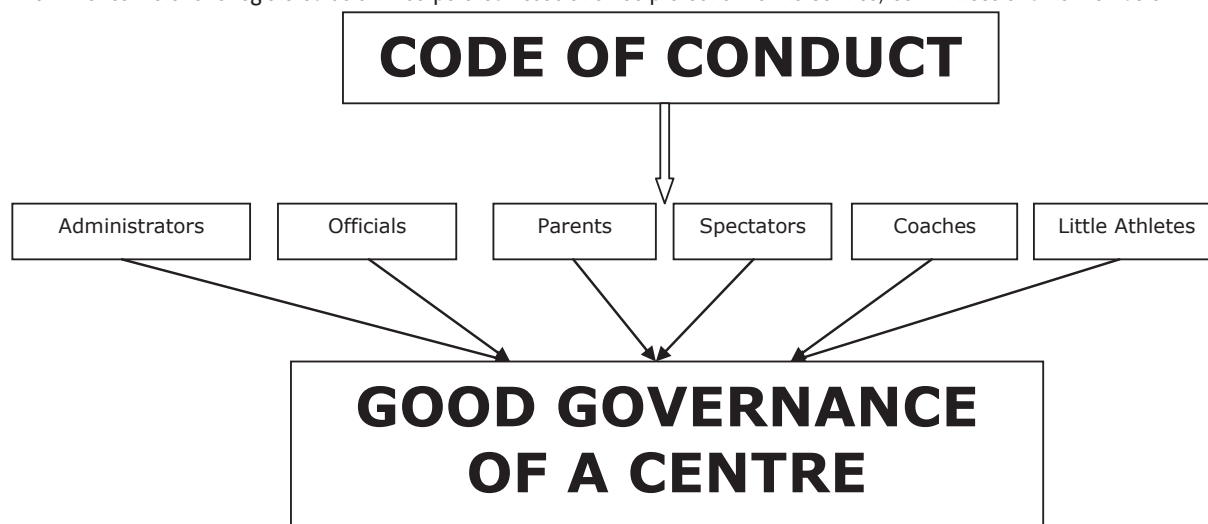 CODE OF CONDUCT
Administrators Officials Parents Spectators Coaches Little Athletes
GOOD GOVERNANCE
OF A CENTRE